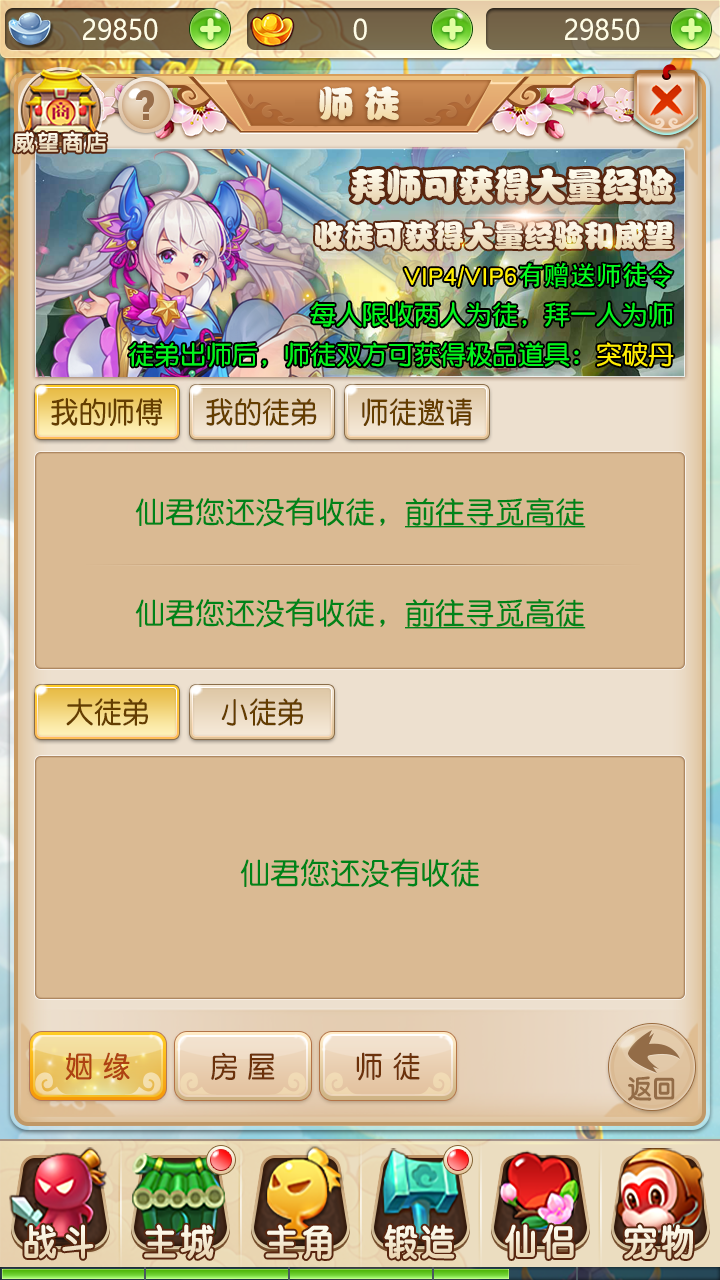 29850
0
29850
商
威望商店
?
师徒
拜师可获得大量经验
收徒可获得大量经验和威望
VIP4/VIP6有赠送师徒令
每人限收两人为徒，拜一人为师
徒弟出师后，师徒双方可获得极品道具：突破丹
我的师傅
我的徒弟
师徒邀请
仙君您还没有收徒，前往寻觅高徒
仙君您还没有收徒，前往寻觅高徒
大徒弟
小徒弟
仙君您还没有收徒
姻缘
房屋
师徒
返回
战斗
主城
主角
锻造
仙侣
宠物